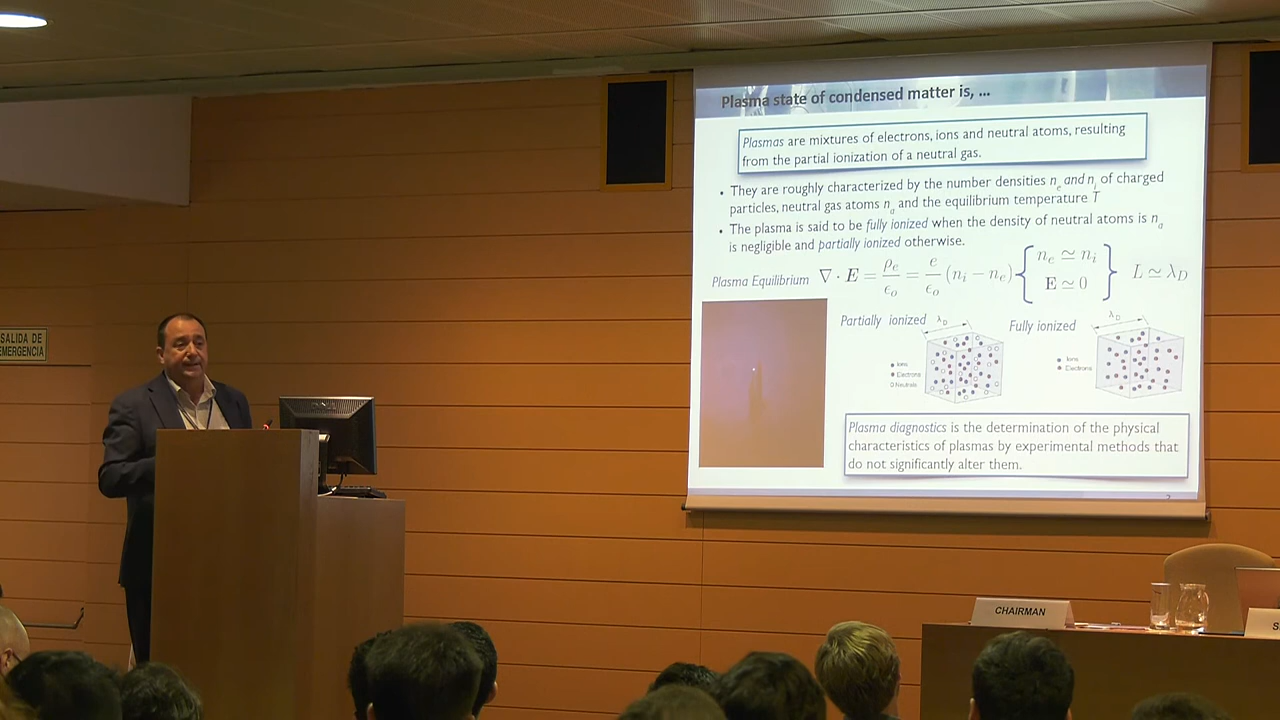 Plasma state of condensed matter is, ...
Plasmas are mixtures of electrons, ions and neutral atoms, resulting
from the partial ionization of a neutral gas.
• They are roughly characterized by the number densities n_e and n_i of charged
particles, neutral gas atoms n_a and the equilibrium temperature T
• The plasma is said to be fully ionized when the density of neutral atoms is n_a
is negligible and partially ionized otherwise.
Plasma Equilibrium ∇ · E = ρ_e/ϵ_o = e/ϵ_o (n_i − n_e) { n_e ≃ n_i E ≃ 0 } L ≃ λ_D
Partially ionized λ_D
Ions
Electrons
Neutrals
Fully ionized λ_D
Ions
Electrons
Plasma diagnostics is the determination of the physical
characteristics of plasmas by experimental methods that
do not significantly alter them.
2
SALIDA DE
EMERGENCIA
CHAIRMAN
S